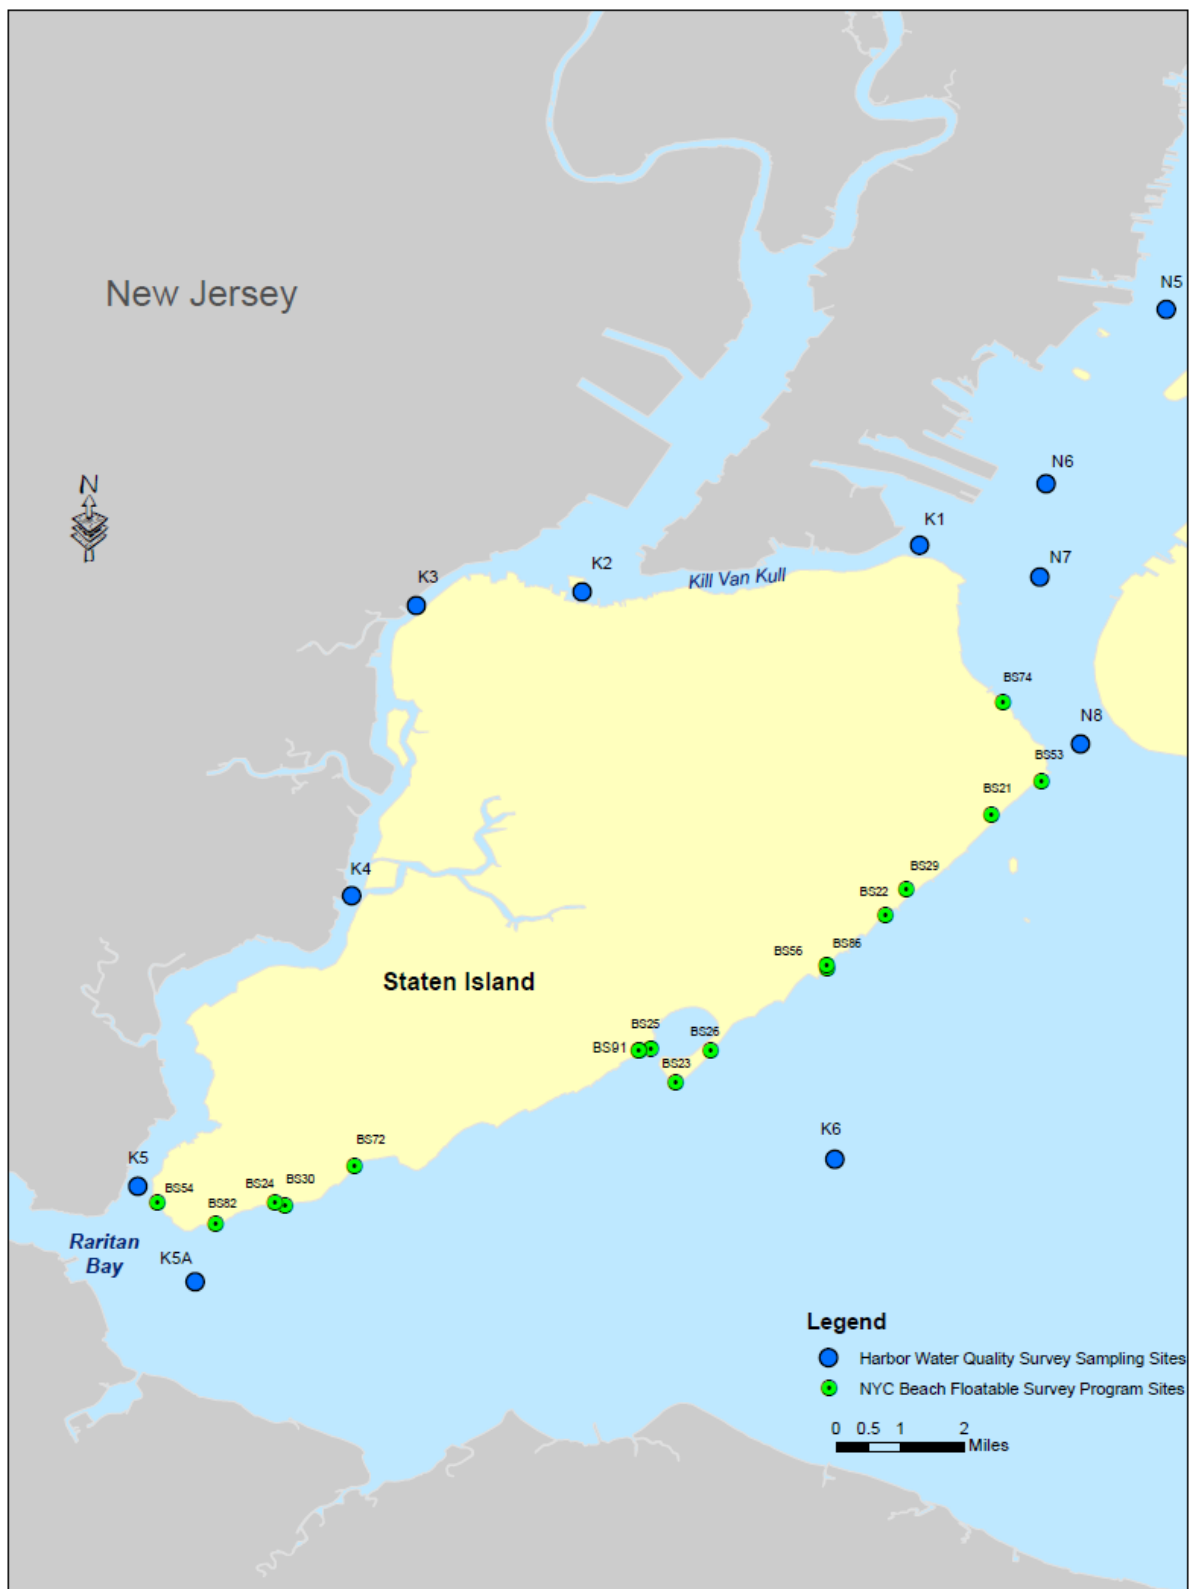 New Jersey
N5
N
N6
K1
N7
K2
Kill Van Kull
K3
BS74
N8
BS53
BS21
K4
BS29
BS22
BS86
BS56
Staten Island
BS25
BS26
BS91
BS23
K6
BS72
K5
BS54
BS24
BS30
BS82
Raritan
Bay
K5A
Legend
Harbor Water Quality Survey Sampling Sites
NYC Beach Floatable Survey Program Sites
0 0.5 1 2
Miles